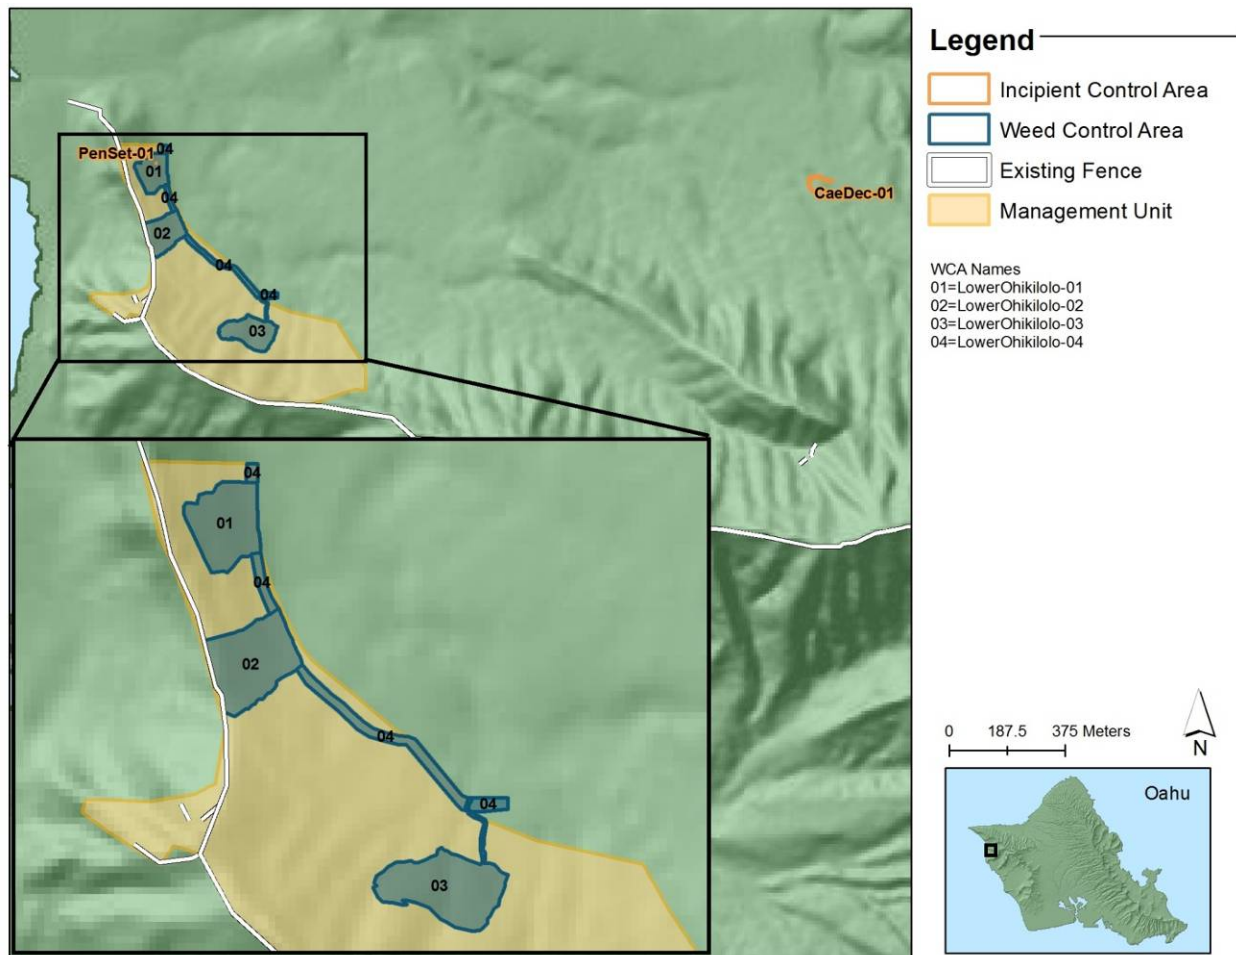 PenSet-01
04
01
04
02
04
04
03
CaeDec-01
04
01
04
02
04
04
03
Legend
Incipient Control Area
Weed Control Area
Existing Fence
Management Unit
WCA Names
01=LowerOhikilolo-01
02=LowerOhikilolo-02
03=LowerOhikilolo-03
04=LowerOhikilolo-04
0 187.5 375 Meters
N
Oahu